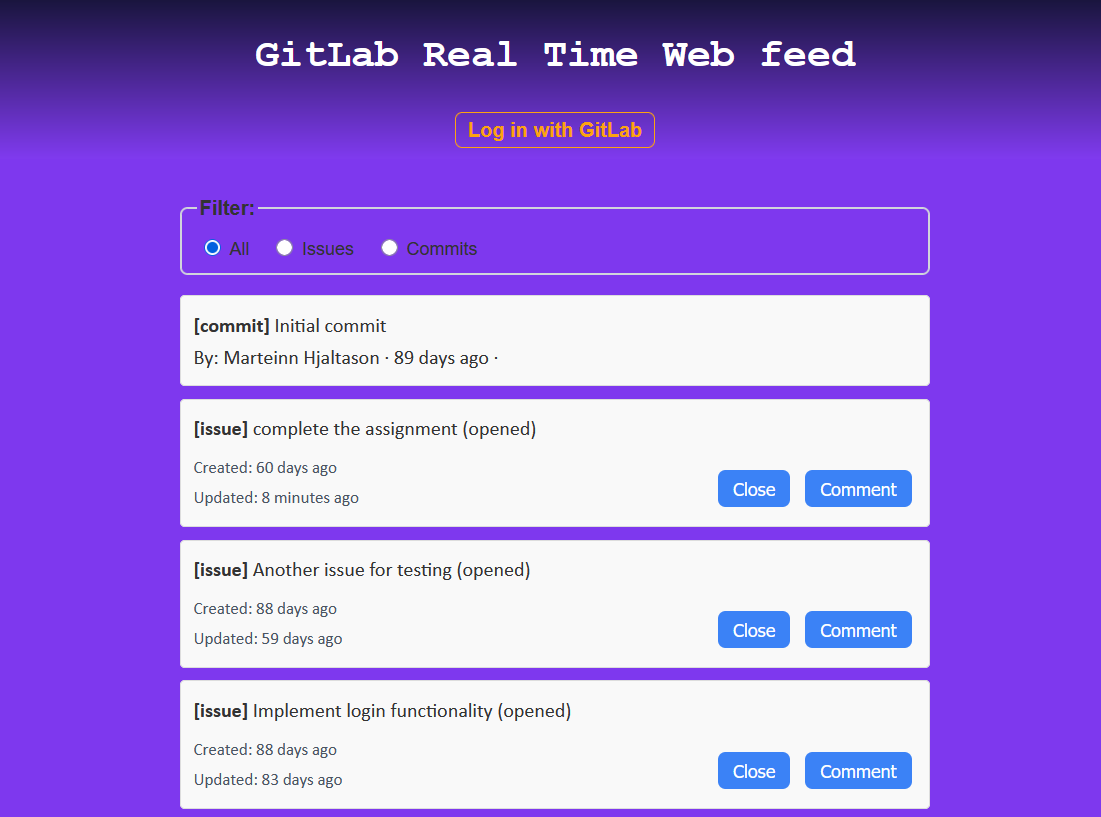 GitLab Real Time Web feed
Log in with GitLab
Filter:
All Issues Commits
[commit] Initial commit
By: Marteinn Hjaltason · 89 days ago ·
[issue] complete the assignment (opened)
Created: 60 days ago
Updated: 8 minutes ago
Close Comment
[issue] Another issue for testing (opened)
Created: 88 days ago
Updated: 59 days ago
Close Comment
[issue] Implement login functionality (opened)
Created: 88 days ago
Updated: 83 days ago
Close Comment